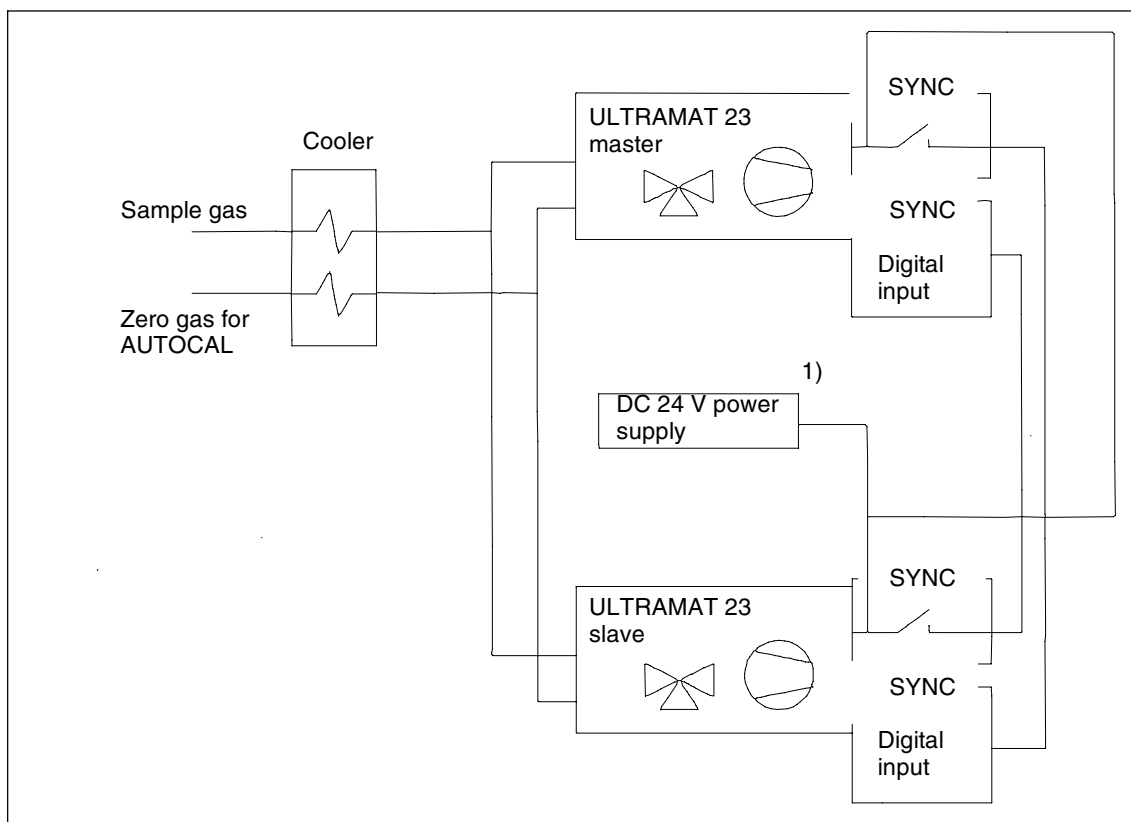 Cooler
Sample gas
Zero gas for
AUTOCAL
ULTRAMAT 23
master
SYNC
SYNC
Digital
input
1)
DC 24 V power
supply
ULTRAMAT 23
slave
SYNC
SYNC
Digital
input